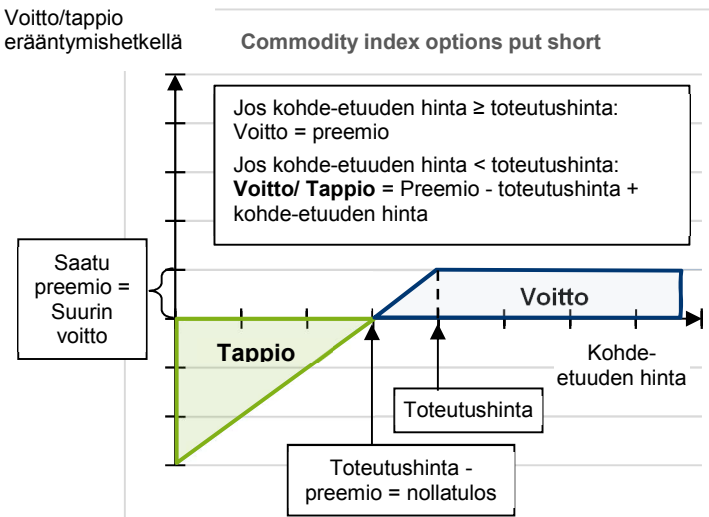 Voitto/tappio
erääntymishetkellä
Commodity index options put short
Jos kohde-etuuden hinta ≥ toteutushinta:
Voitto = preemio
Jos kohde-etuuden hinta < toteutushinta:
Voitto/ Tappio = Preemio - toteutushinta +
kohde-etuuden hinta
Saatu
preemio =
Suurin
voitto
Voitto
Tappio
Kohde-
etuuden hinta
Toteutushinta
Toteutushinta -
preemio = nollatulos